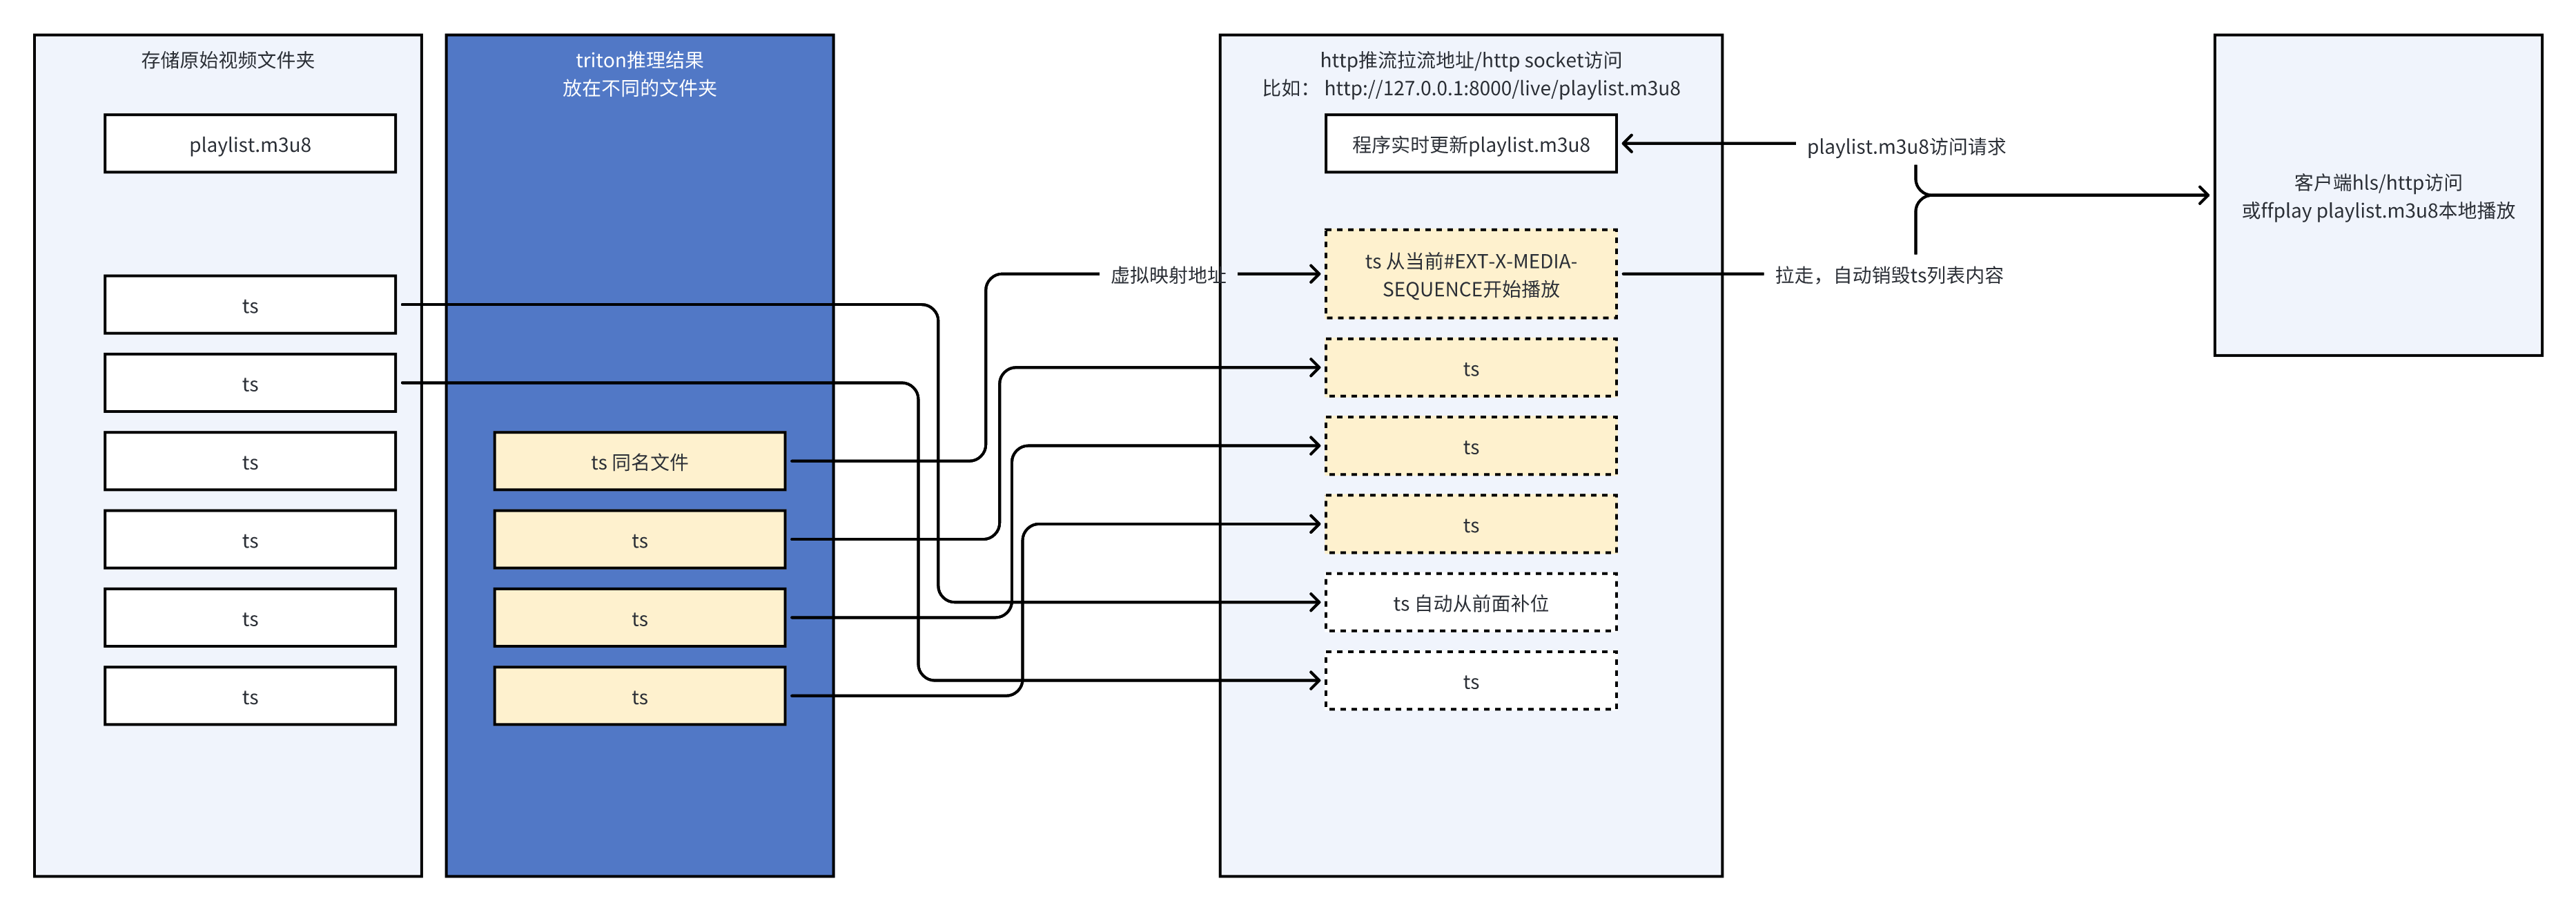 存储原始视频文件夹
playlist.m3u8
ts
ts
ts
ts
ts
ts
triton推理结果
放在不同的文件夹
ts 同名文件
ts
ts
ts
虚拟映射地址
http推流拉流地址/http socket访问
比如： http://127.0.0.1:8000/live/playlist.m3u8
程序实时更新playlist.m3u8
ts 从当前#EXT-X-MEDIA-
SEQUENCE开始播放
ts
ts
ts
ts 自动从前面补位
ts
playlist.m3u8访问请求
拉走，自动销毁ts列表内容
客户端hls/http访问
或ffplay playlist.m3u8本地播放